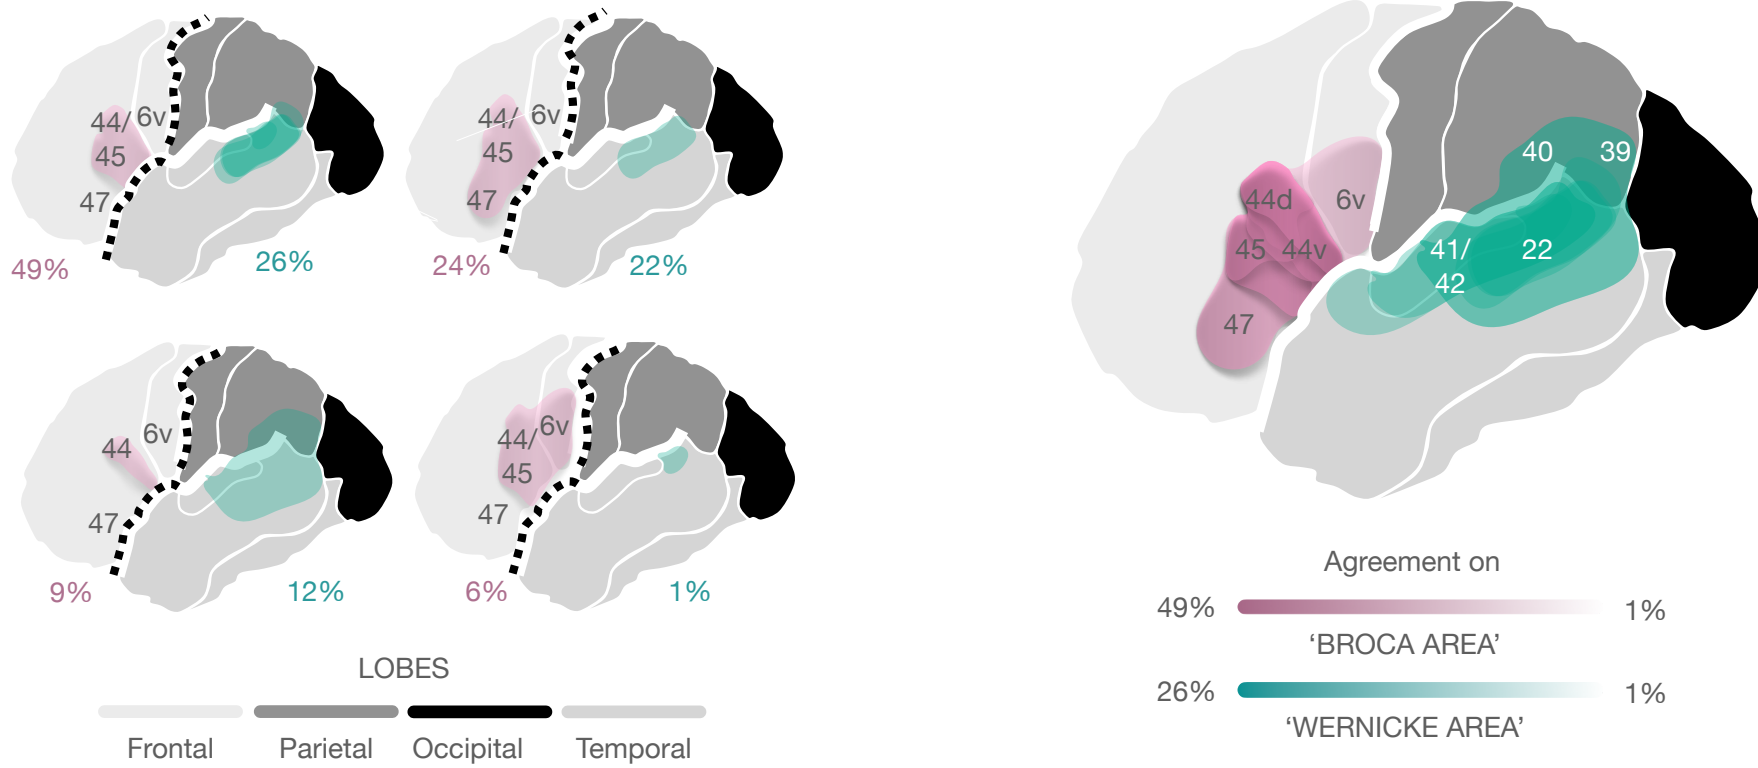 44/
6v
45
47
49%
26%
44/
6v
45
47
24%
22%
44
6v
47
9%
12%
44/
6v
45
47
6%
1%
LOBES
Frontal
Parietal
Occipital
Temporal
40
39
44d
6v
45
44v
41/
42
22
47
Agreement on
49%
1%
‘BROCA AREA’
26%
1%
‘WERNICKE AREA’